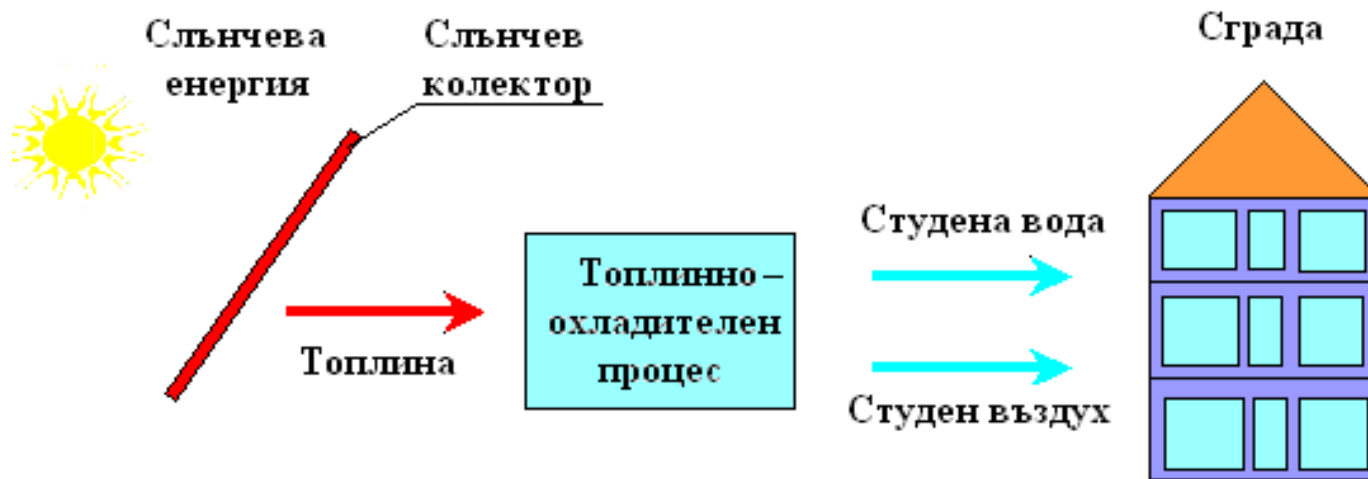 Слънчева
енергия
Слънчев
колектор
Сграда
Топлина
Топлинно –
охладителен
процес
Студена вода
Студен въздух